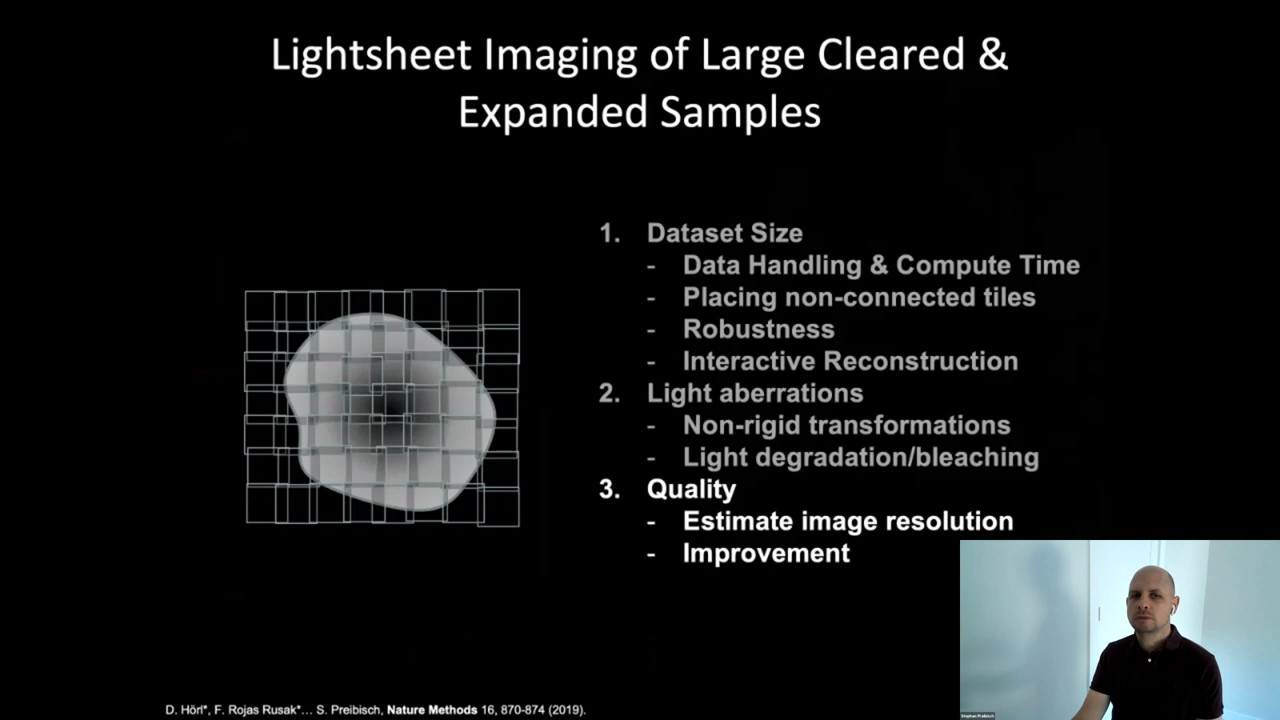 Lightsheet Imaging of Large Cleared &
Expanded Samples
1. Dataset Size
- Data Handling & Compute Time
- Placing non-connected tiles
- Robustness
- Interactive Reconstruction
2. Light aberrations
- Non-rigid transformations
- Light degradation/bleaching
3. Quality
- Estimate image resolution
- Improvement
D. Hörl*, F. Rojas Rusak*... S. Preibisch, Nature Methods 16, 870-874 (2019).
Stephan Preibisch